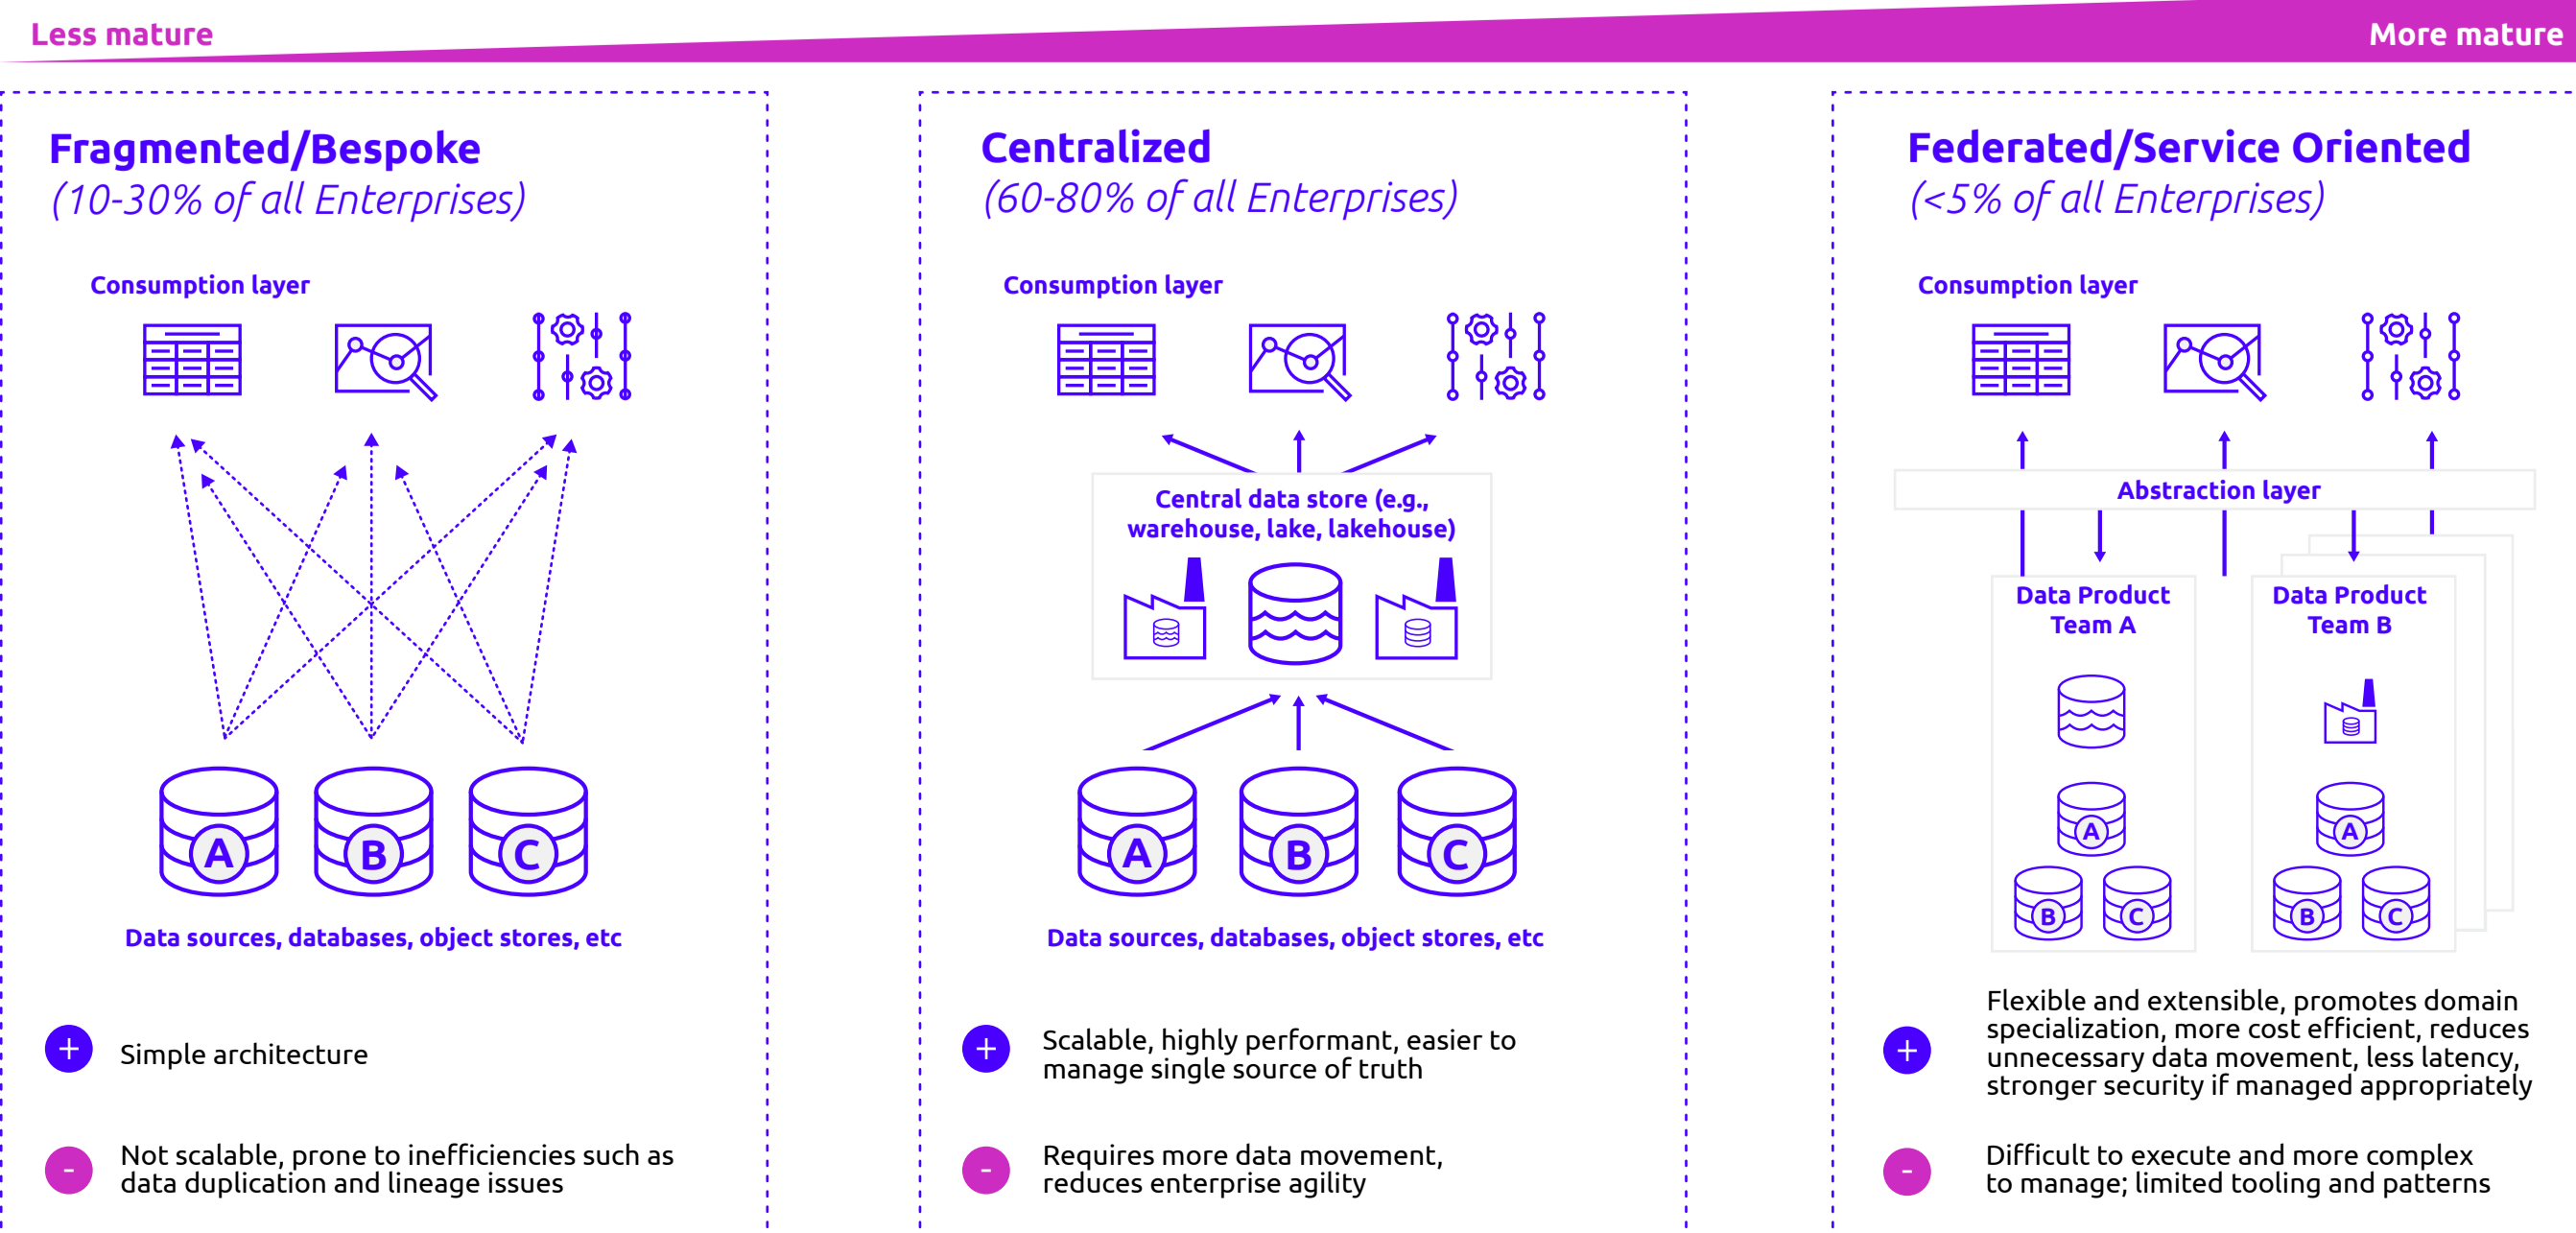 Less mature
More mature
Fragmented/Bespoke
(10-30% of all Enterprises)
Consumption layer
A
B
C
Data sources, databases, object stores, etc
+
Simple architecture
-
Not scalable, prone to inefficiencies such as
data duplication and lineage issues
Centralized
(60-80% of all Enterprises)
Consumption layer
Central data store (e.g.,
warehouse, lake, lakehouse)
A
B
C
Data sources, databases, object stores, etc
+
Scalable, highly performant, easier to
manage single source of truth
-
Requires more data movement,
reduces enterprise agility
Federated/Service Oriented
(<5% of all Enterprises)
Consumption layer
Abstraction layer
Data Product
Team A
A
B
C
Data Product
Team B
A
B
C
+
Flexible and extensible, promotes domain
specialization, more cost efficient, reduces
unnecessary data movement, less latency,
stronger security if managed appropriately
-
Difficult to execute and more complex
to manage; limited tooling and patterns